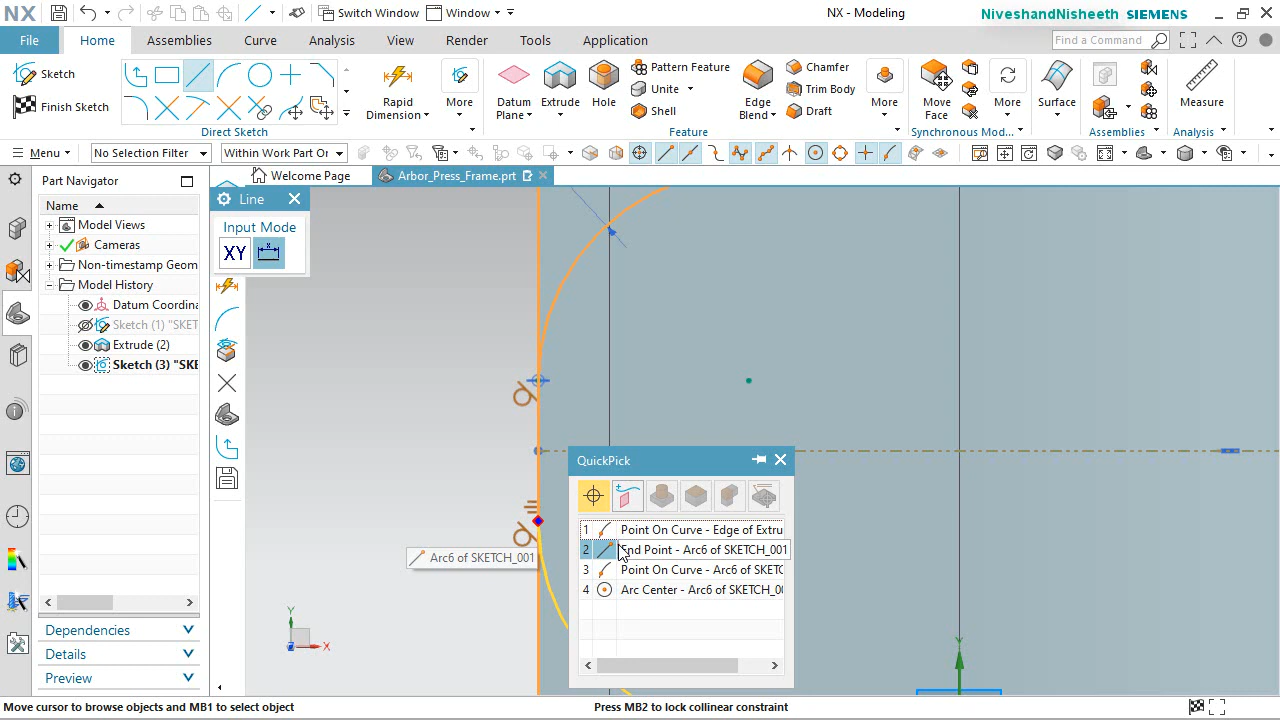 NX
Switch Window
Window
NX - Modeling
NiveshandNisheeth SIEMENS
File
Home
Assemblies
Curve
Analysis
View
Render
Tools
Application
Find a Command
Sketch
Finish Sketch
Direct Sketch
Rapid
Dimension
More
Datum
Plane
Extrude
Hole
Pattern Feature
Unite
Shell
Edge
Blend
Chamfer
Trim Body
Draft
More
Feature
Move
Face
More
Synchronous Mod...
Surface
Assemblies
Measure
Analysis
Menu
No Selection Filter
Within Work Part Or
Part Navigator
Welcome Page
Arbor_Press_Frame.prt
Name
Model Views
Cameras
Non-timestamp Geom
Model History
Datum Coordina
Sketch (1) "SKET
Extrude (2)
Sketch (3) "SKE
Dependencies
Details
Preview
Line
Input Mode
XY
QuickPick
1 Point On Curve - Edge of Extru
2 End Point - Arc6 of SKETCH_001
3 Point On Curve - Arc6 of SKETC
4 Arc Center - Arc6 of SKETCH_00
Arc6 of SKETCH_001
Y
X
Y
Move cursor to browse objects and MB1 to select object
Press MB2 to lock collinear constraint